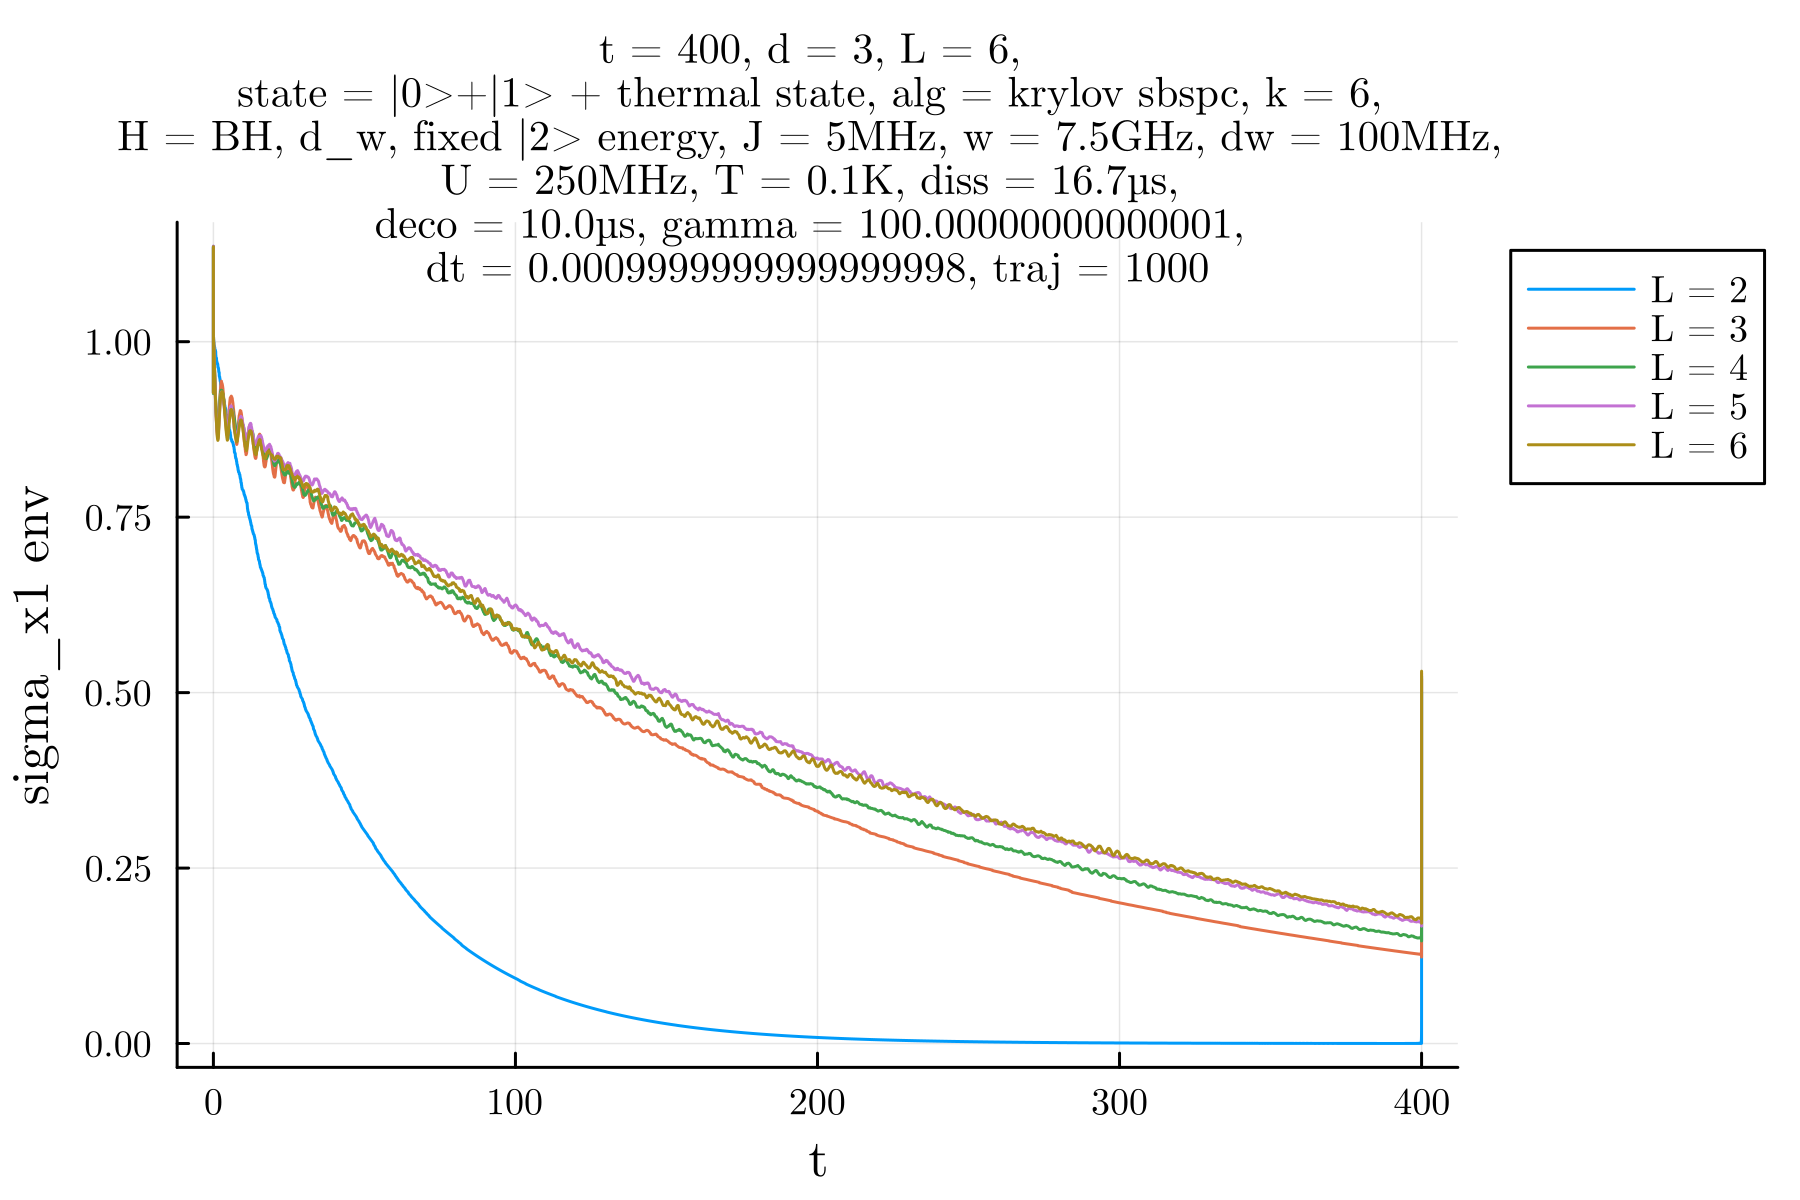 t = 400, d = 3, L = 6,
state = |0>+|1> + thermal state, alg = krylov sbspc, k = 6,
H = BH, d_w, fixed |2> energy, J = 5MHz, w = 7.5GHz, dw = 100MHz,
U = 250MHz, T = 0.1K, diss = 16.7µs,
deco = 10.0µs, gamma = 100.00000000000001,
dt = 0.0009999999999999998, traj = 1000
L = 2
L = 3
L = 4
L = 5
L = 6
sigma_x1 env
1.00
0.75
0.50
0.25
0.00
0 100 200 300 400
t